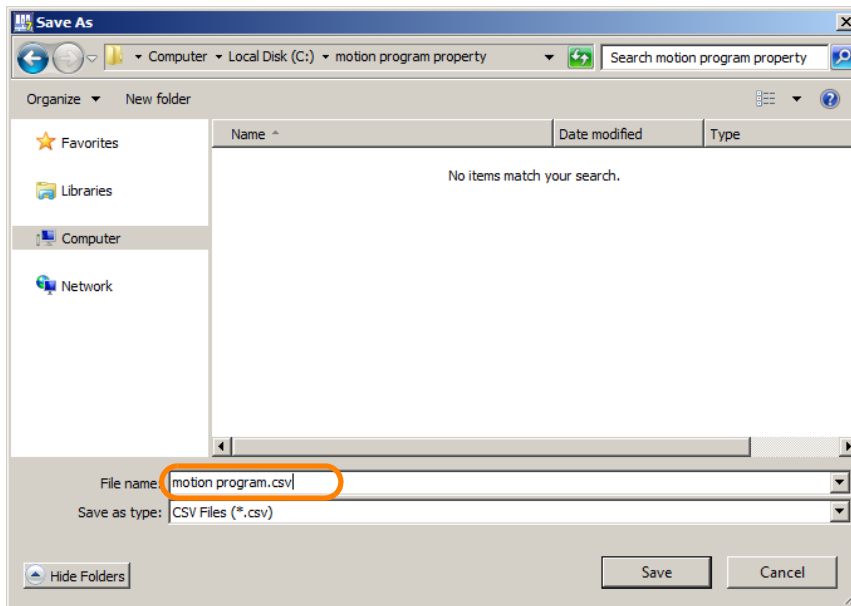 Save As
Computer Local Disk (C:) motion program property Search motion program property
Organize New folder
Name Date modified Type
Favorites
No items match your search.
Libraries
Computer
Network
File name: motion program.csv
Save as type: CSV Files (*.csv)
Hide Folders Save Cancel